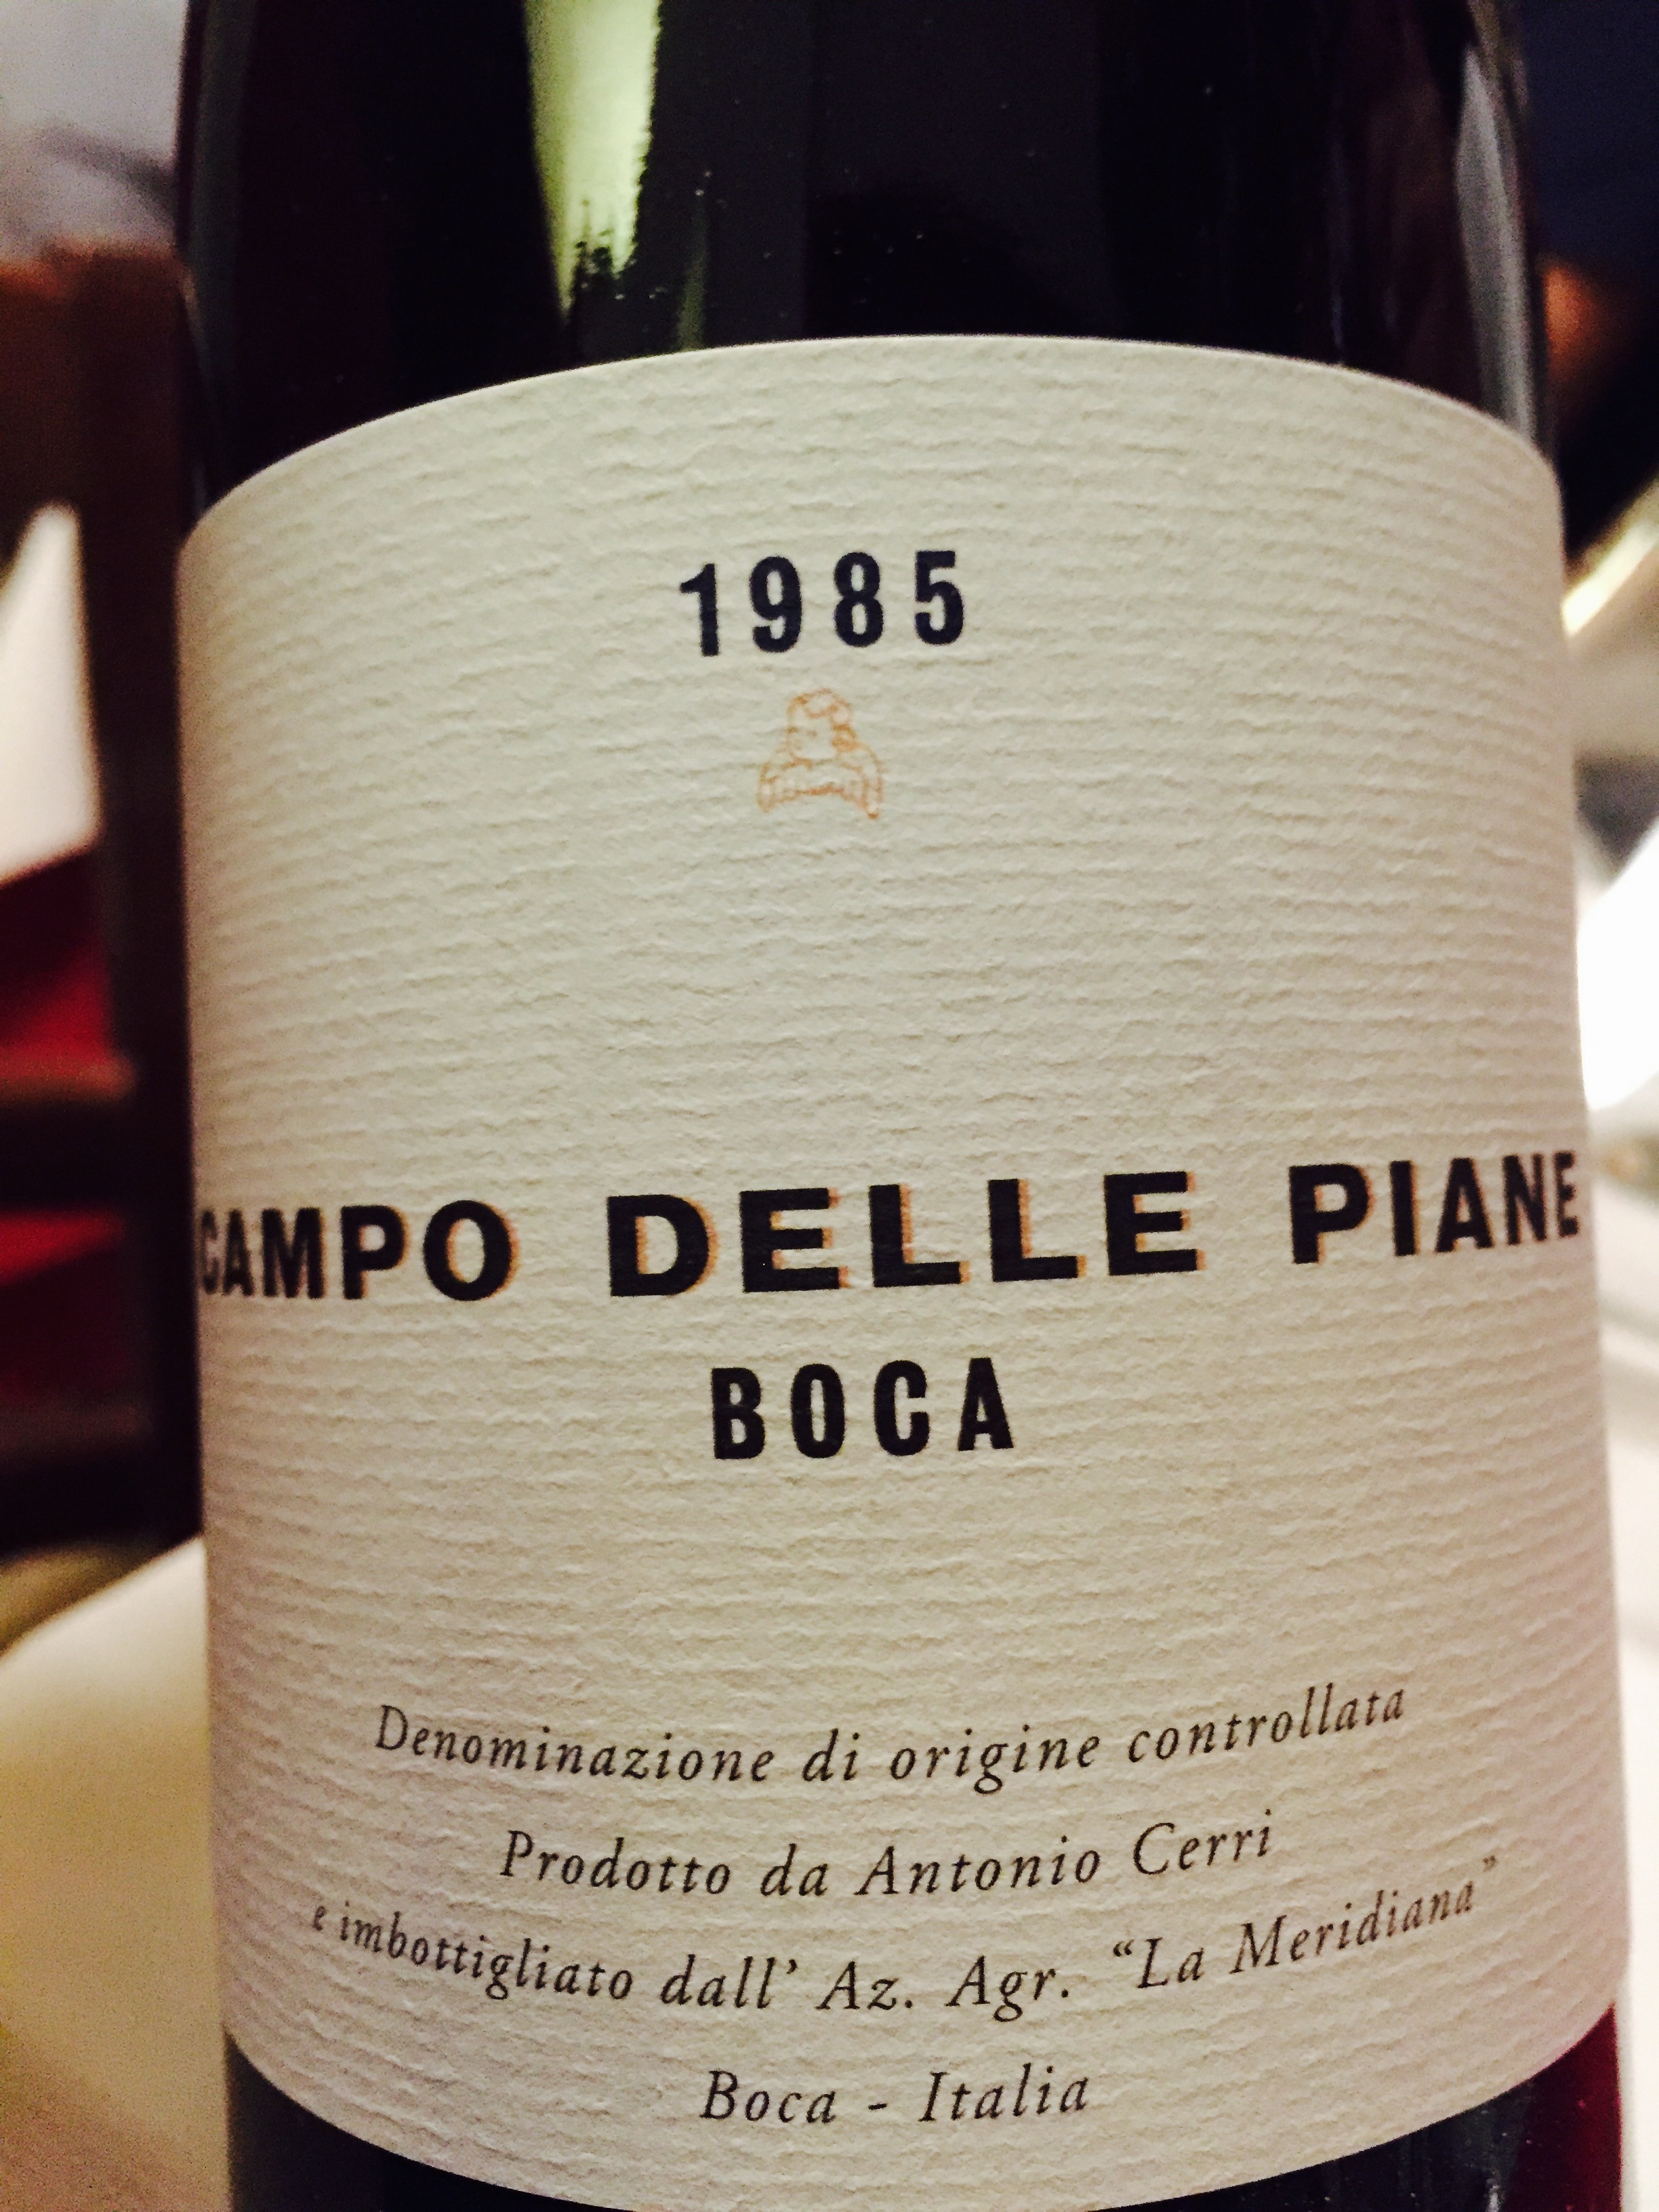 1985
CAMPO DELLE PIANE
BOCA
Denominazione di origine controllata
Prodotto da Antonio Cerri
e imbottigliato dall' Az. Agr. “La Meridiana”
Boca - Italia